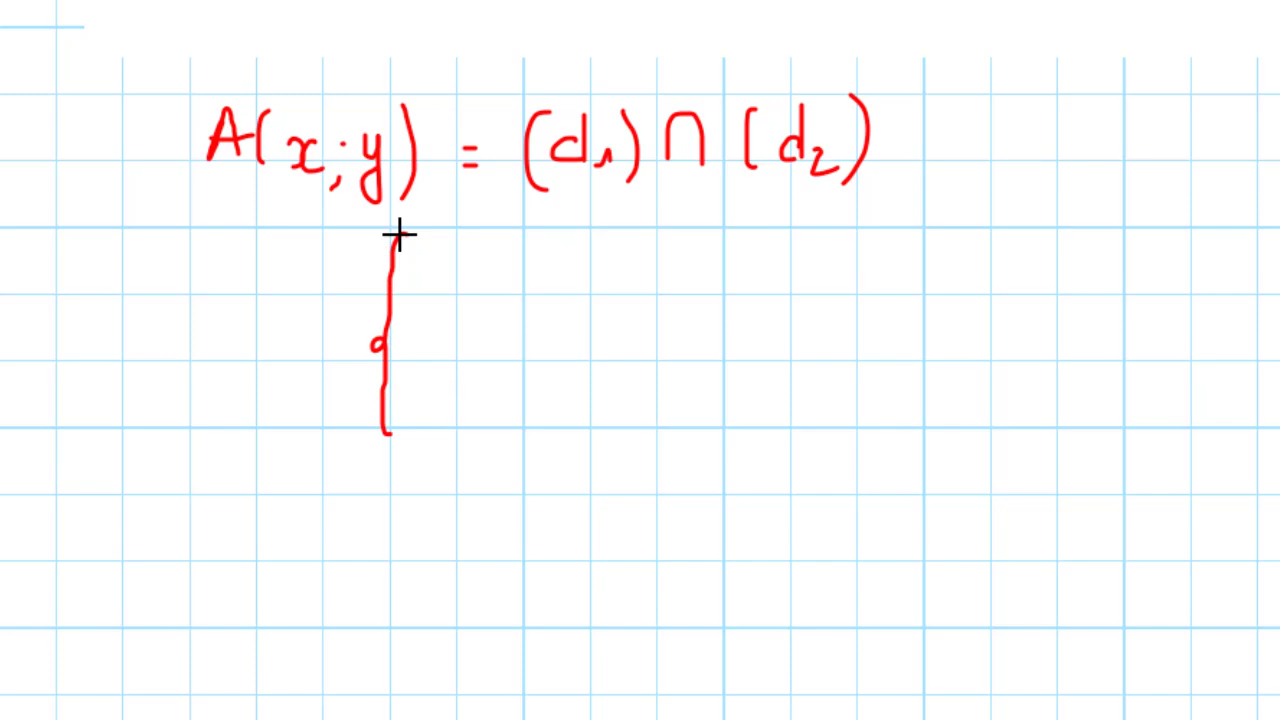 A(x;y) = (d₁) ∩ (d₂)
{